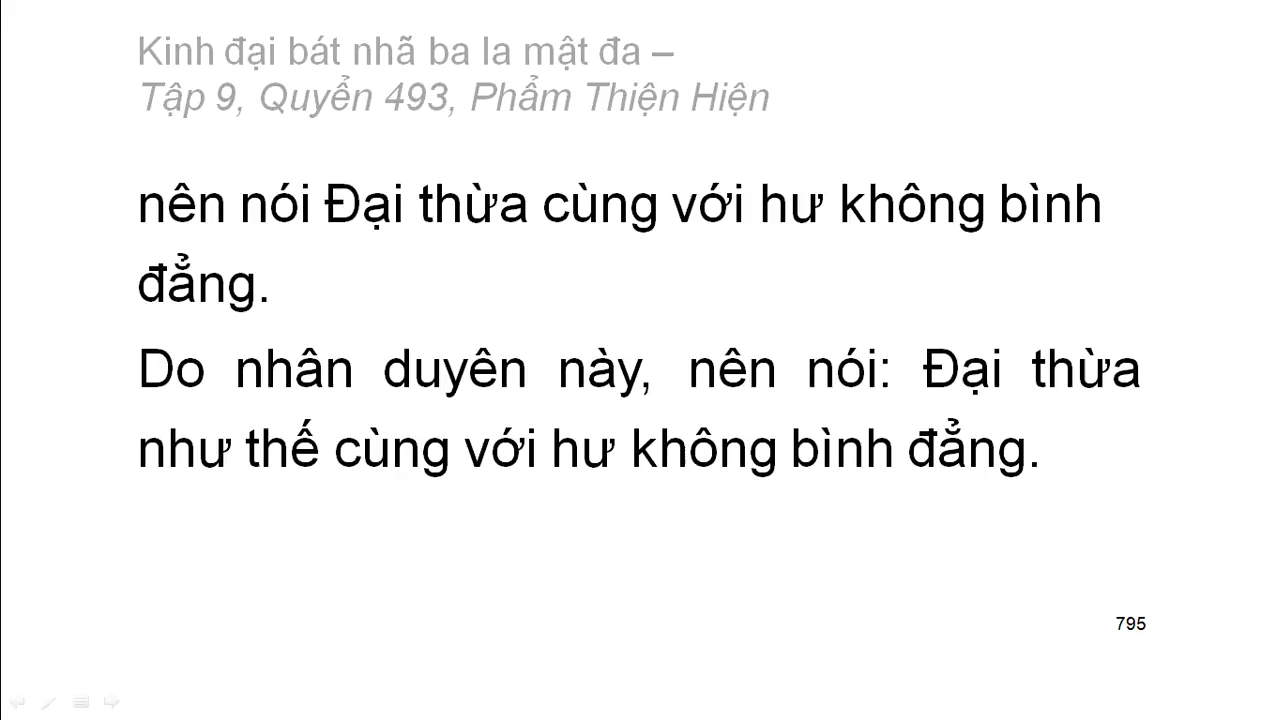 Kinh đại bát nhã ba la mật đa –
Tập 9, Quyển 493, Phẩm Thiện Hiện
nên nói Đại thừa cùng với hư không bình
đẳng.
Do nhân duyên này, nên nói: Đại thừa
như thế cùng với hư không bình đẳng.
795